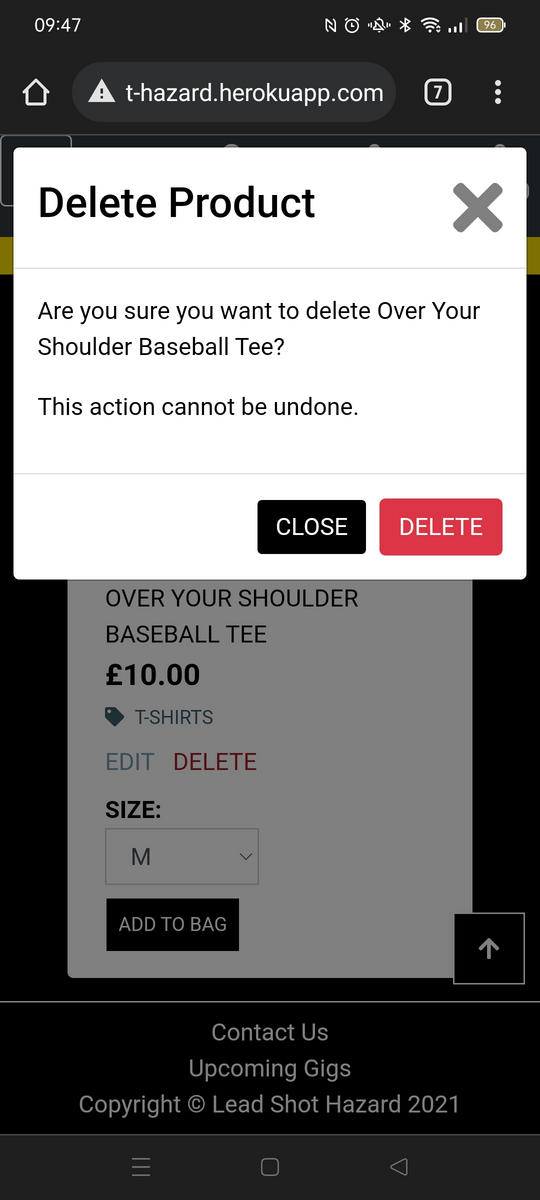 09:47
96
t-hazard.herokuapp.com
7
Delete Product
Are you sure you want to delete Over Your
Shoulder Baseball Tee?
This action cannot be undone.
CLOSE
DELETE
OVER YOUR SHOULDER
BASEBALL TEE
£10.00
T-SHIRTS
EDIT DELETE
SIZE:
M
ADD TO BAG
Contact Us
Upcoming Gigs
Copyright © Lead Shot Hazard 2021